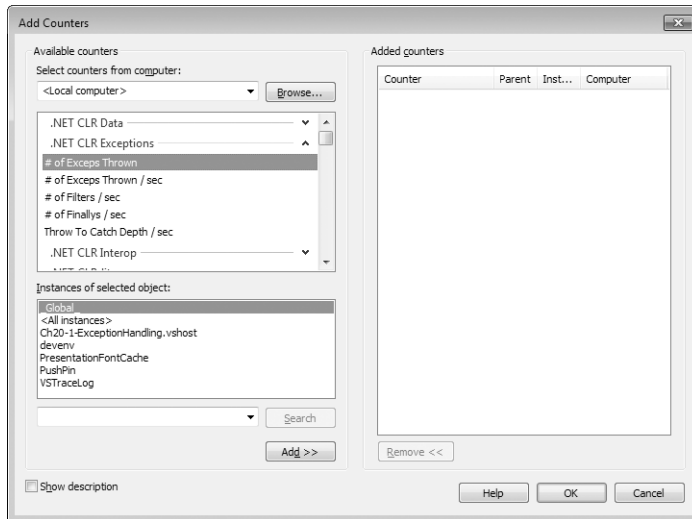 Add Counters
Available counters
Select counters from computer:
<Local computer>
Browse...
.NET CLR Data
.NET CLR Exceptions
# of Exceps Thrown
# of Exceps Thrown / sec
# of Filters / sec
# of Finallys / sec
Throw To Catch Depth / sec
.NET CLR Interop
Instances of selected object:
_Global_
<All instances>
Ch20-1-ExceptionHandling.vshost
devenv
PresentationFontCache
PushPin
VSTraceLog
Search
Add >>
Show description
Added counters
Counter Parent Inst... Computer
Remove <<
Help OK Cancel